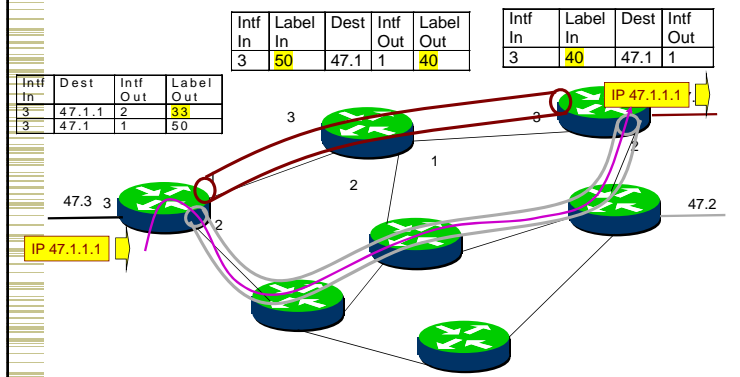 Intf In Label In Dest Intf Out Label Out
3 50 47.1 1 40
Intf In Label In Dest Intf Out
3 40 47.1 1
Intf In Dest Intf Out Label Out
3 47.1.1 2 33
3 47.1 1 50
IP 47.1.1.1
3
3
1
2
2
47.3 3
2
47.2
IP 47.1.1.1